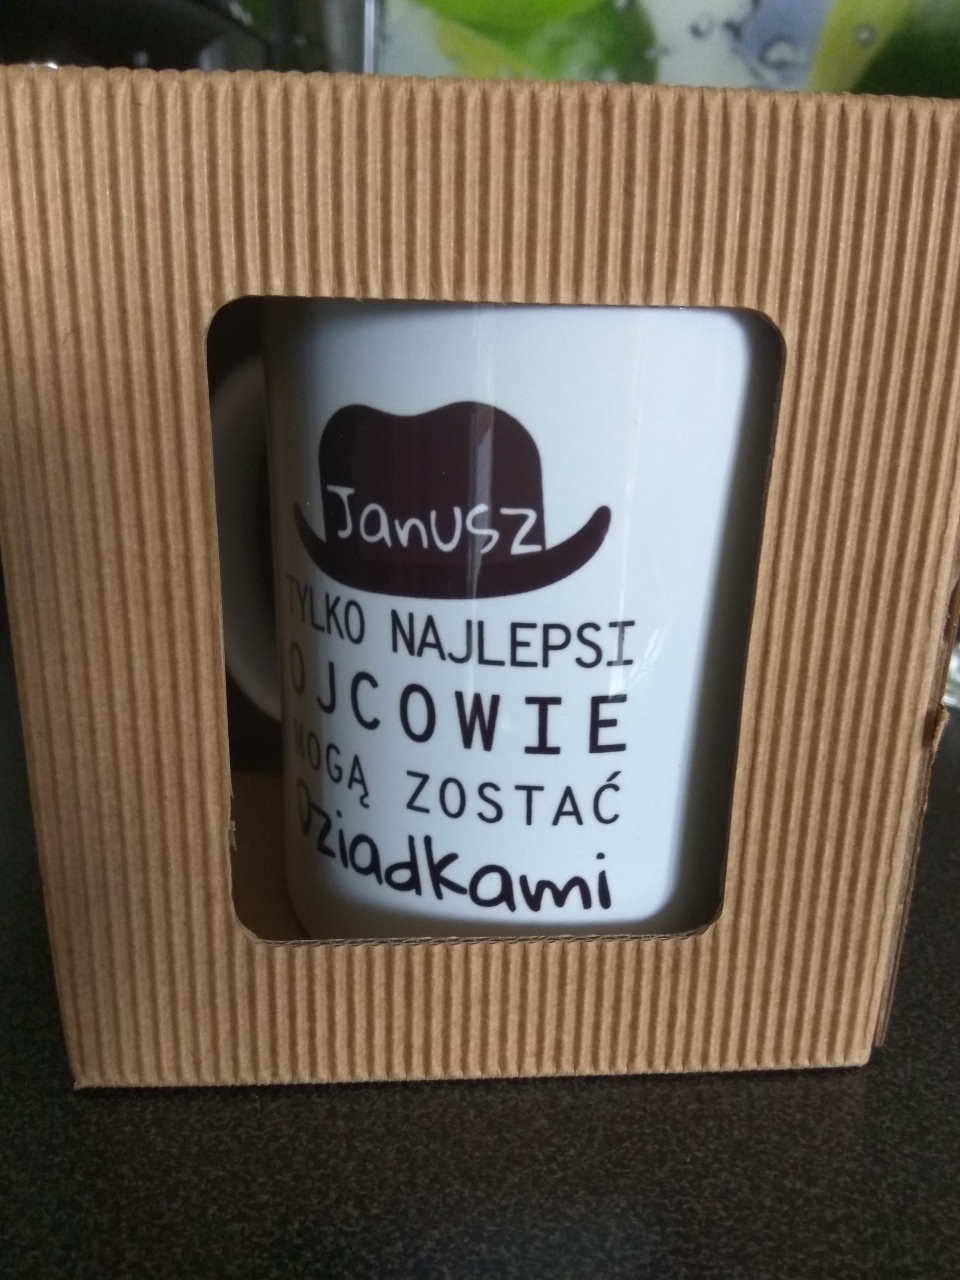 Janusz
TYLKO NAJLEPSI
OJCOWIE
MOGĄ ZOSTAĆ
Dziadkami